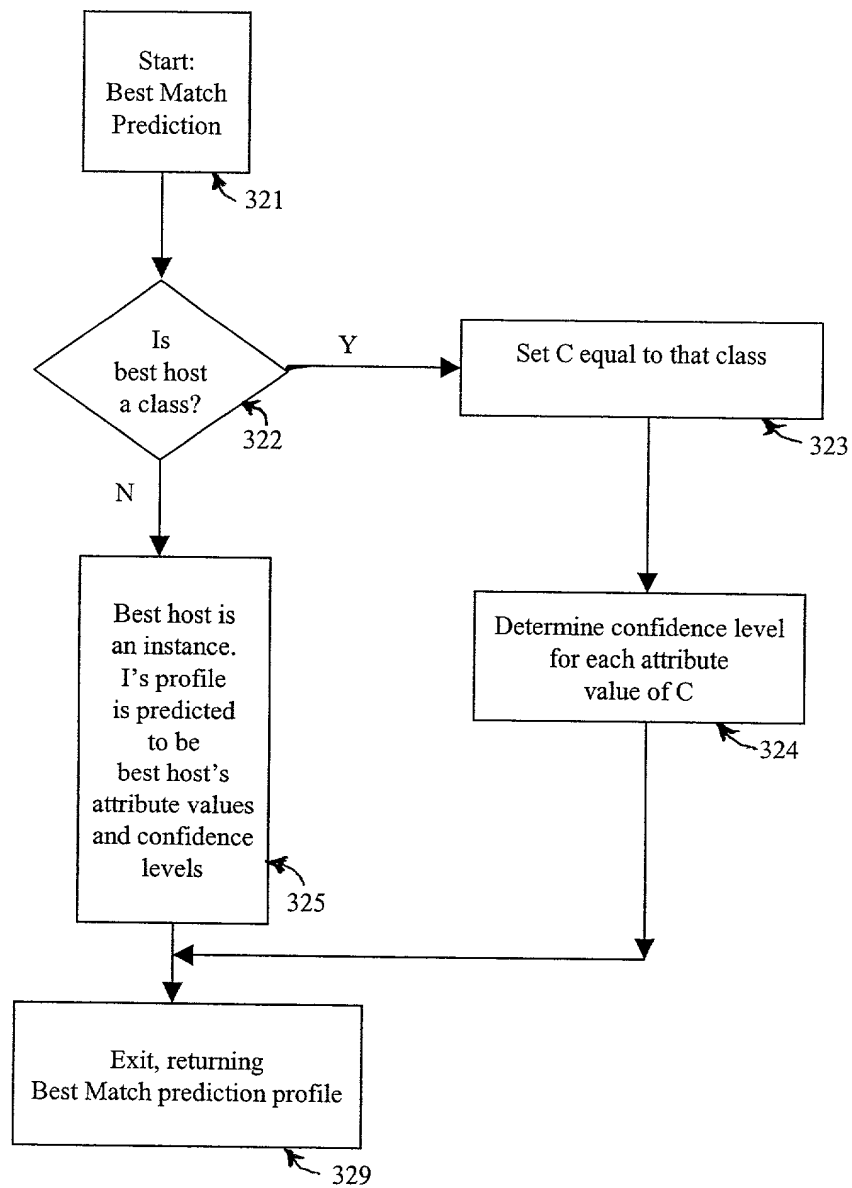 Start:
Best Match
Prediction
321
Is
best host
a class?
322
Y
Set C equal to that class
323
N
Best host is
an instance.
I's profile
is predicted
to be
best host's
attribute values
and confidence
levels
325
Determine confidence level
for each attribute
value of C
324
Exit, returning
Best Match prediction profile
329